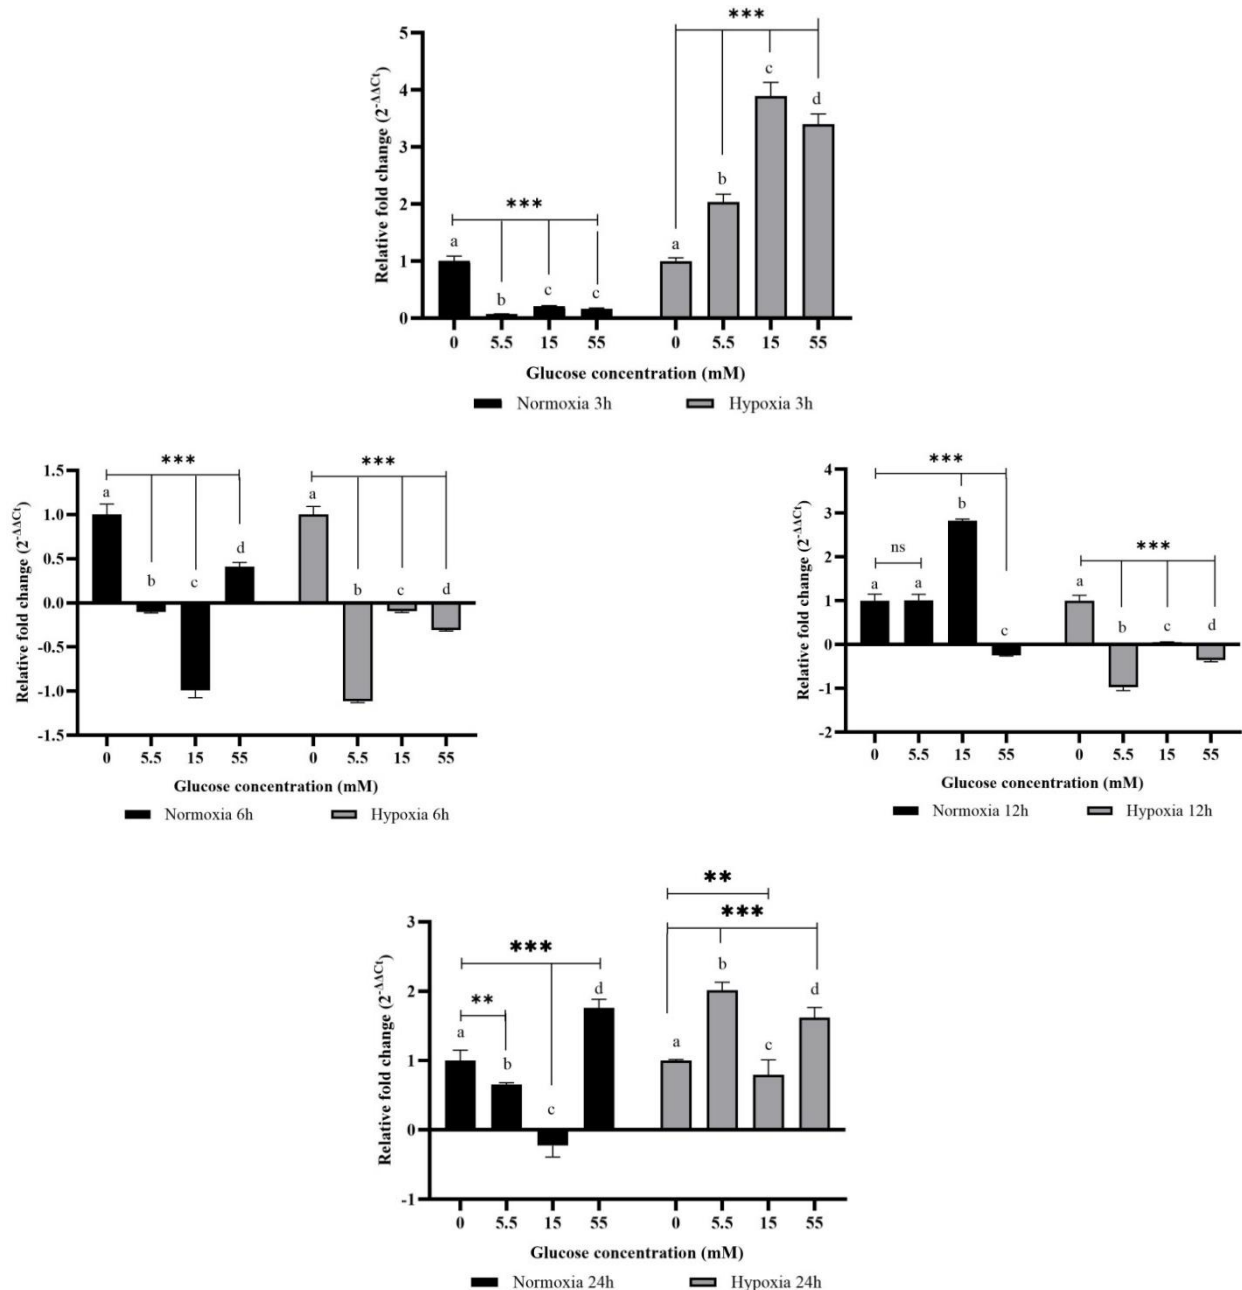 ***
5
4
3
2
1
0
Relative fold change (2-ΔΔCt)
a
b
c
c
***
a
b
c
d
0 5.5 15 55 0 5.5 15 55
Glucose concentration (mM)
Normoxia 3h Hypoxia 3h
*** ***
1.5
1.0
0.5
0.0
-0.5
-1.0
-1.5
Relative fold change (2-ΔΔCt)
a
b
c
d
a
b
c
d
0 5.5 15 55 0 5.5 15 55
Glucose concentration (mM)
Normoxia 6h Hypoxia 6h
***
4
3
2
1
0
-1
-2
Relative fold change (2-ΔΔCt)
ns
a
a
b
c
***
a
b
c
d
0 5.5 15 55 0 5.5 15 55
Glucose concentration (mM)
Normoxia 12h Hypoxia 12h
**
***
3
2
1
0
-1
Relative fold change (2-ΔΔCt)
***
**
a
b
c
d
a
b
c
d
0 5.5 15 55 0 5.5 15 55
Glucose concentration (mM)
Normoxia 24h Hypoxia 24h